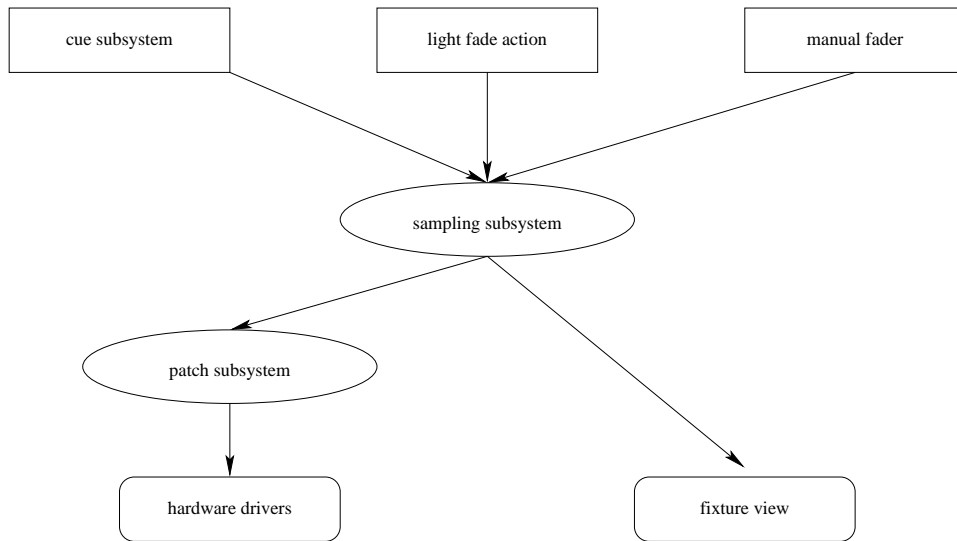 cue subsystem
light fade action
manual fader
sampling subsystem
patch subsystem
hardware drivers
fixture view